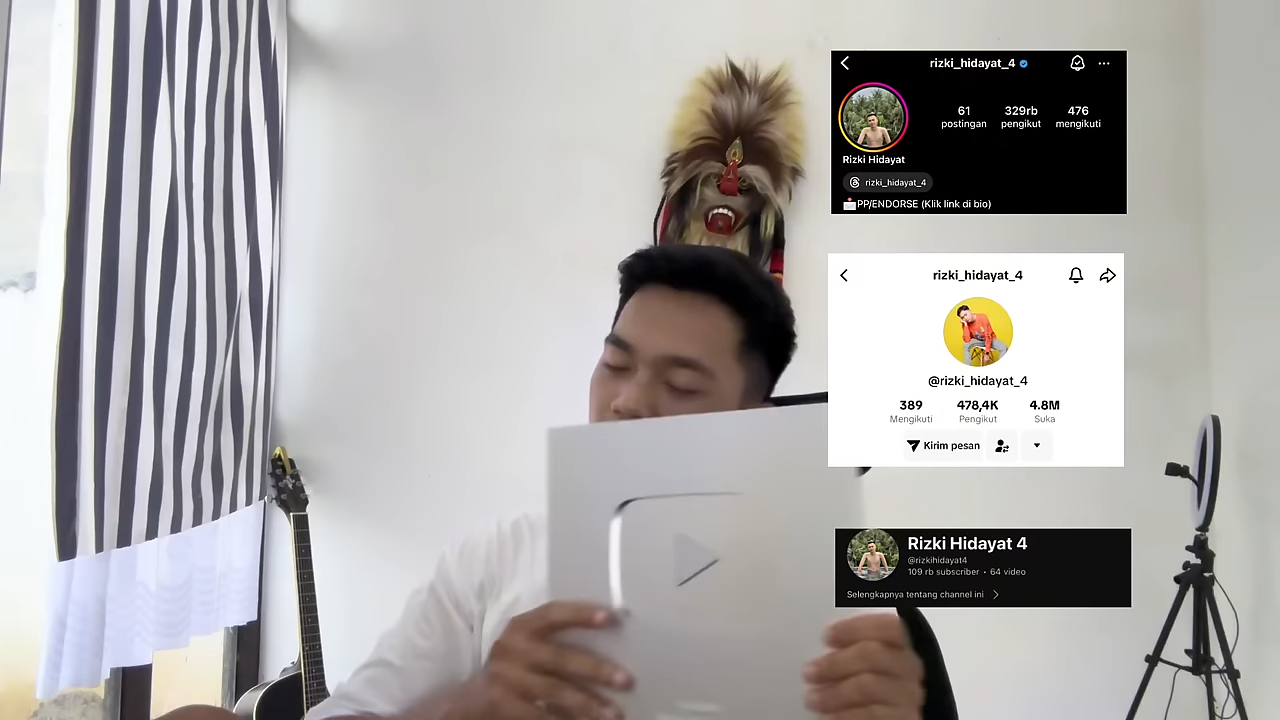 rizki_hidayat_4
61 329rb 476
postingan pengikut mengikuti
Rizki Hidayat
rizki_hidayat_4
PP/ENDORSE (Klik link di bio)
rizki_hidayat_4
@rizki_hidayat_4
389 478,4K 4.8M
Mengikuti Pengikut Suka
Kirim pesan
Rizki Hidayat 4
@rizkihidayat4
109 rb subscriber • 64 video
Selengkapnya tentang channel ini